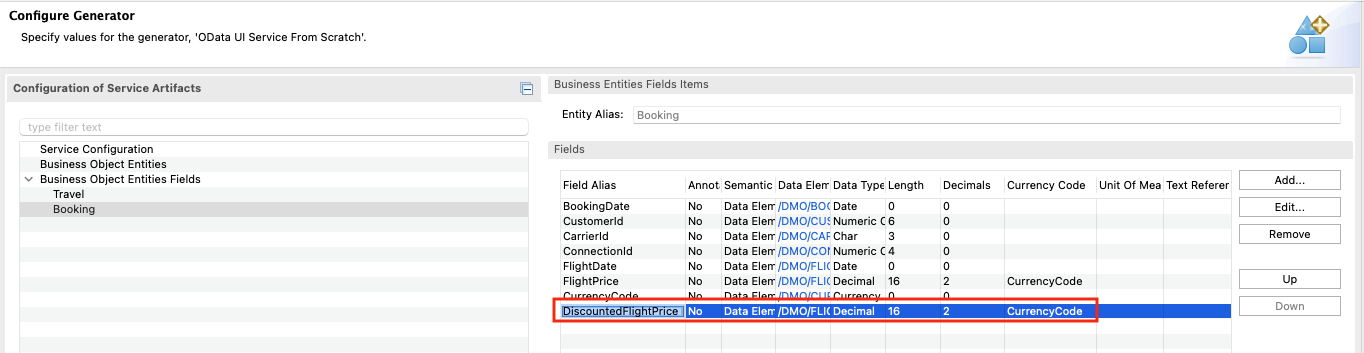 Configure Generator
Specify values for the generator, 'OData UI Service From Scratch'.
Configuration of Service Artifacts
type filter text
Service Configuration
Business Object Entities
Business Object Entities Fields
Travel
Booking
Business Entities Fields Items
Entity Alias: Booking
Fields
Field Alias Annota Semantic Data Elem Data Type Length Decimals Currency Code Unit Of Mea Text Referer
BookingDate No Data Elem /DMO/BOO Date 0 0
CustomerId No Data Elem /DMO/CUS Numeric C 6 0
CarrierId No Data Elem /DMO/CAR Char 3 0
ConnectionId No Data Elem /DMO/CON Numeric C 4 0
FlightDate No Data Elem /DMO/FLIG Date 0 0
FlightPrice No Data Elem /DMO/FLIG Decimal 16 2 CurrencyCode
CurrencyCode No Data Elem /DMO/CUR Currency 0 0
DiscountedFlightPrice No Data Elem /DMO/FLIG Decimal 16 2 CurrencyCode
Add...
Edit...
Remove
Up
Down